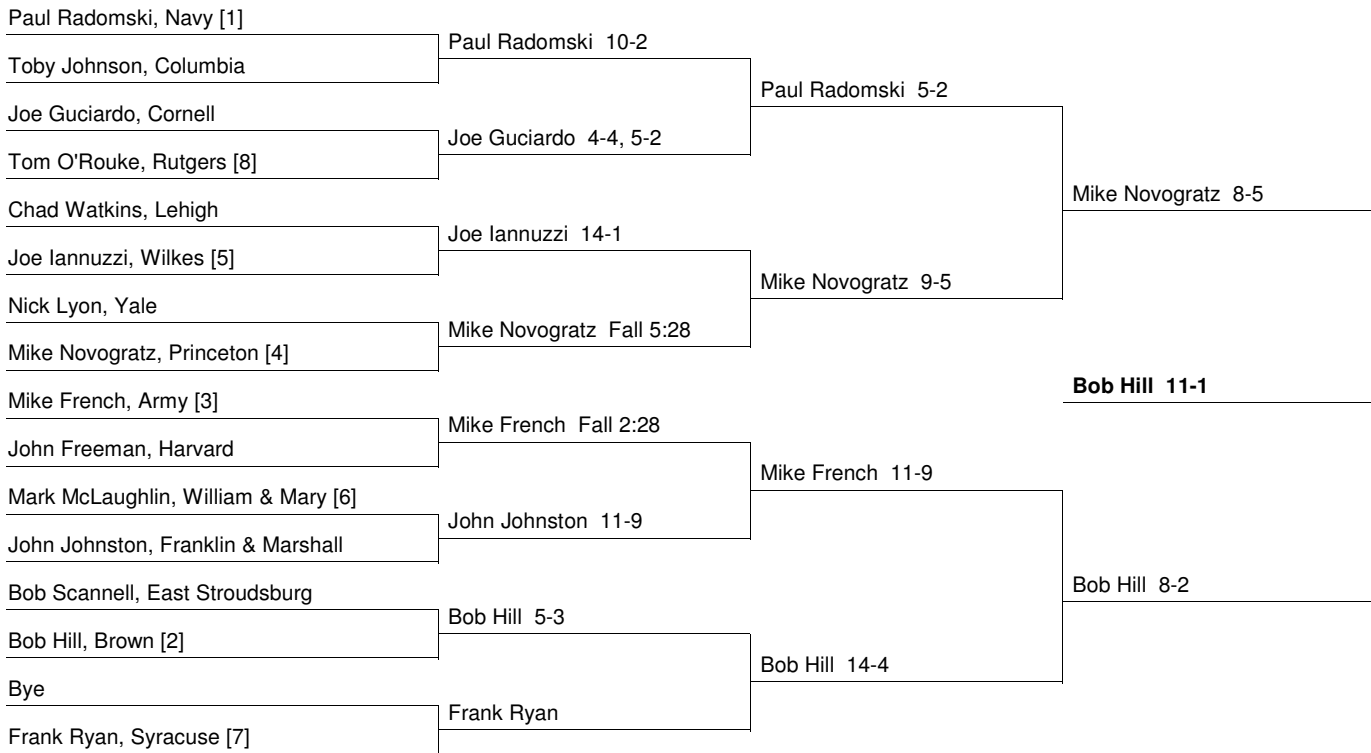 Paul Radomski, Navy [1]
Toby Johnson, Columbia
Joe Guciardo, Cornell
Tom O'Rouke, Rutgers [8]
Chad Watkins, Lehigh
Joe Iannuzzi, Wilkes [5]
Nick Lyon, Yale
Mike Novogratz, Princeton [4]
Mike French, Army [3]
John Freeman, Harvard
Mark McLaughlin, William & Mary [6]
John Johnston, Franklin & Marshall
Bob Scannell, East Stroudsburg
Bob Hill, Brown [2]
Bye
Frank Ryan, Syracuse [7]
Paul Radomski 10-2
Joe Guciardo 4-4, 5-2
Joe Iannuzzi 14-1
Mike Novogratz Fall 5:28
Mike French Fall 2:28
John Johnston 11-9
Bob Hill 5-3
Frank Ryan
Paul Radomski 5-2
Mike Novogratz 9-5
Mike French 11-9
Bob Hill 14-4
Mike Novogratz 8-5
Bob Hill 8-2
Bob Hill 11-1